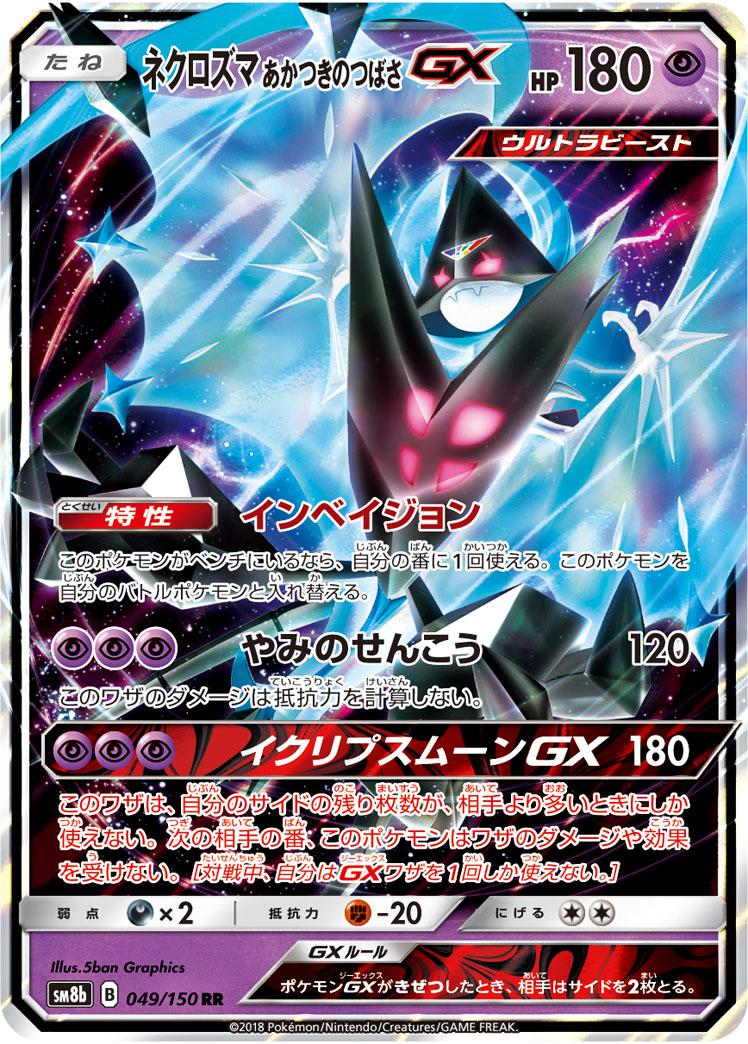 たね ネクロズマ あかつきのつばさ GX HP 180
ウルトラビースト
とくせい 特性 インベイジョン
このポケモンがベンチにいるなら、自分の番に1回使える。このポケモンを
自分のバトルポケモンと入れ替える。
やみのせんこう 120
このワザのダメージは抵抗力を計算しない。
イクリプスムーンGX 180
このワザは、自分のサイドの残り枚数が、相手より多いときにしか
使えない。次の相手の番、このポケモンはワザのダメージや効果
を受けない。[対戦中、自分はGXワザを1回しか使えない。]
弱点 ×2 抵抗力 -20 にげる
GXルール
ポケモンGXがきぜつしたとき、相手はサイドを2枚とる。
Illus.5ban Graphics
sm8b B 049/150 RR
©2018 Pokémon/Nintendo/Creatures/GAME FREAK.